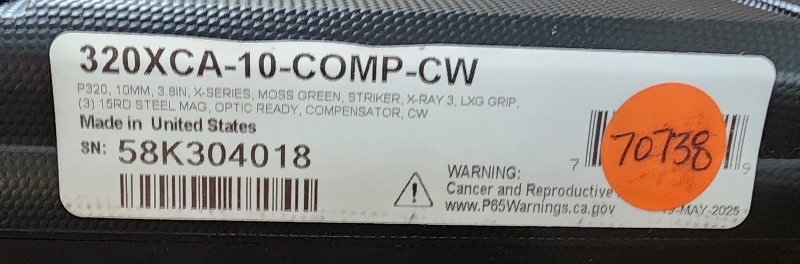 320XCA-10-COMP-CW
P320, 10MM, 3.8IN, X-SERIES, MOSS GREEN, STRIKER, X-RAY 3, LXG GRIP,
(3) 15RD STEEL MAG, OPTIC READY, COMPENSATOR, CW
Made in United States
SN: 58K304018
WARNING:
Cancer and Reproductive
www.P65Warnings.ca.gov
7 9
70738
-MAY-2025